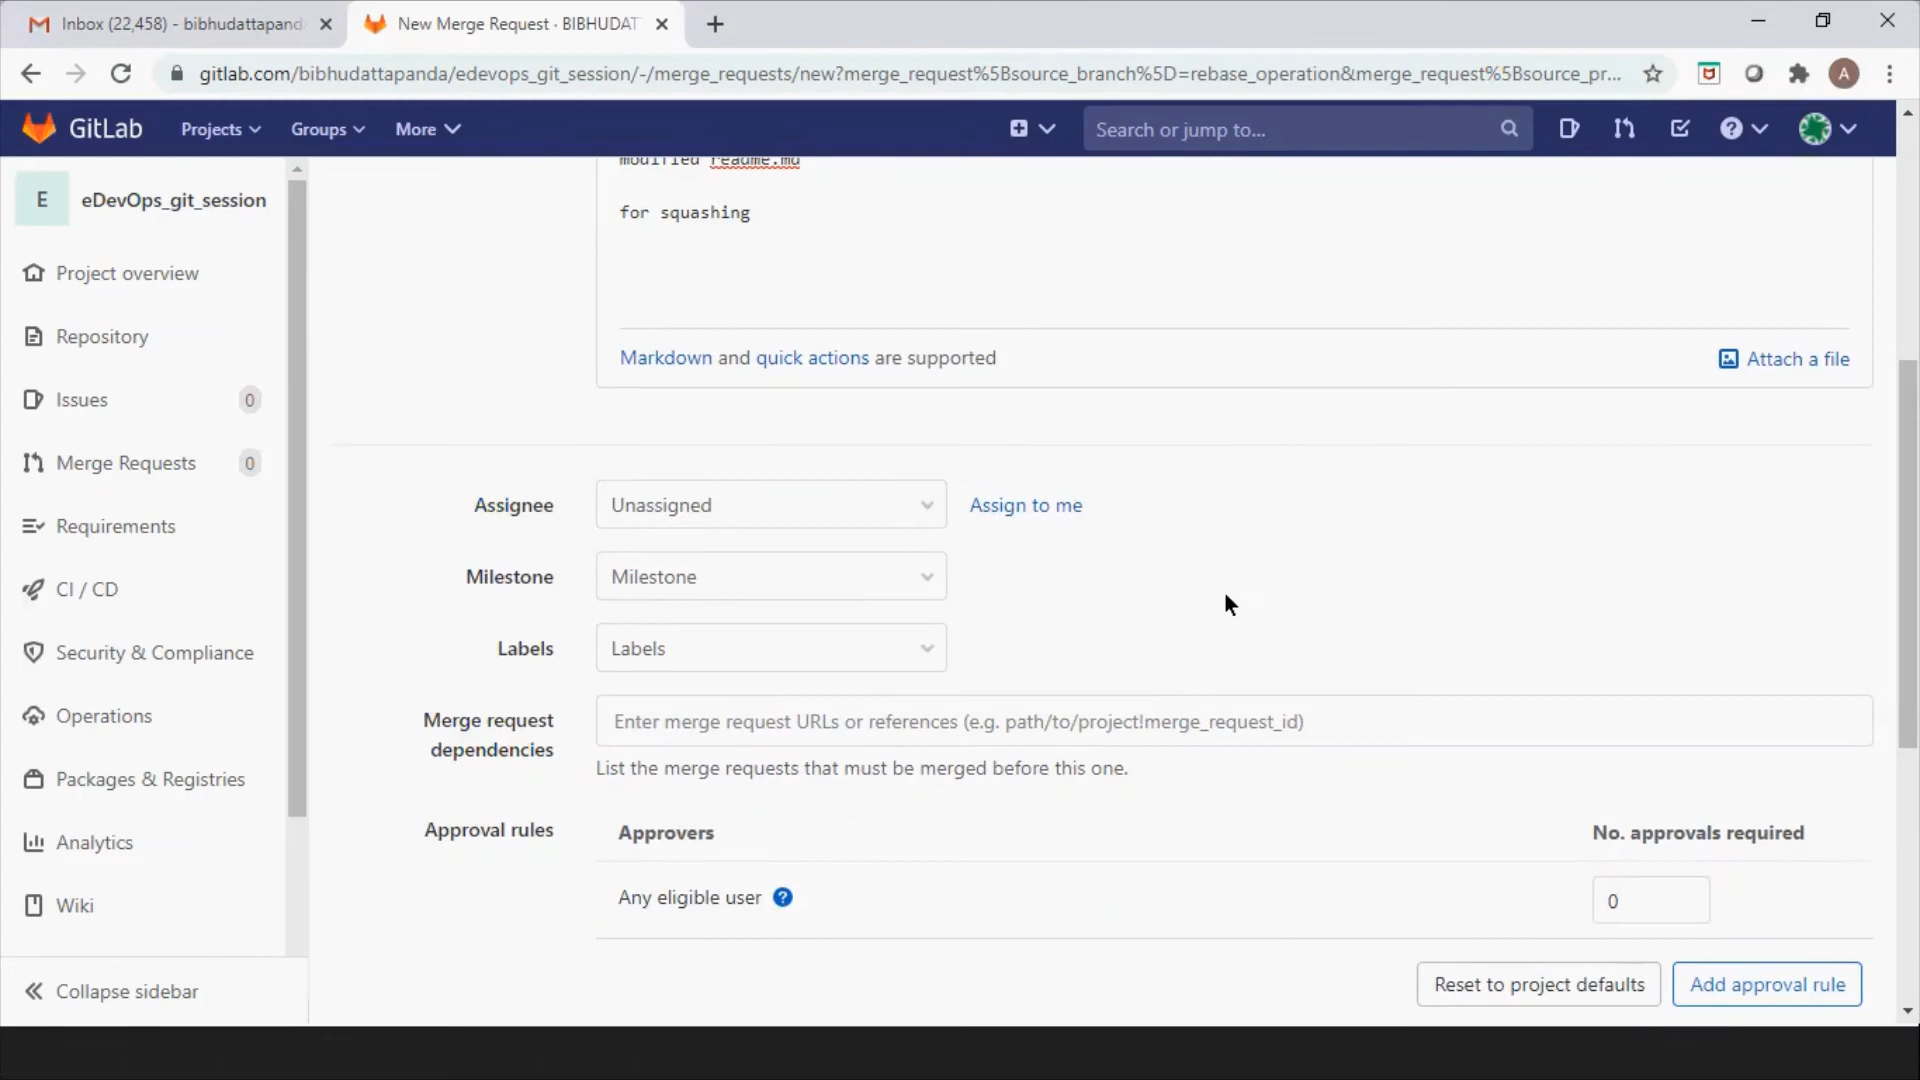 Inbox (22,458) - bibhudattapand
New Merge Request · BIBHUDAT
gitlab.com/bibhudattapanda/edevops_git_session/-/merge_requests/new?merge_request%5Bsource_branch%5D=rebase_operation&merge_request%5Bsource_pr...
A
GitLab
Projects
Groups
More
Search or jump to...
E
eDevOps_git_session
Project overview
Repository
Issues 0
Merge Requests 0
Requirements
CI / CD
Security & Compliance
Operations
Packages & Registries
Analytics
Wiki
Collapse sidebar
modified readme.md
for squashing
Markdown and quick actions are supported
Attach a file
Assignee
Unassigned
Assign to me
Milestone
Milestone
Labels
Labels
Merge request
dependencies
Enter merge request URLs or references (e.g. path/to/project!merge_request_id)
List the merge requests that must be merged before this one.
Approval rules
Approvers
No. approvals required
Any eligible user
0
Reset to project defaults
Add approval rule